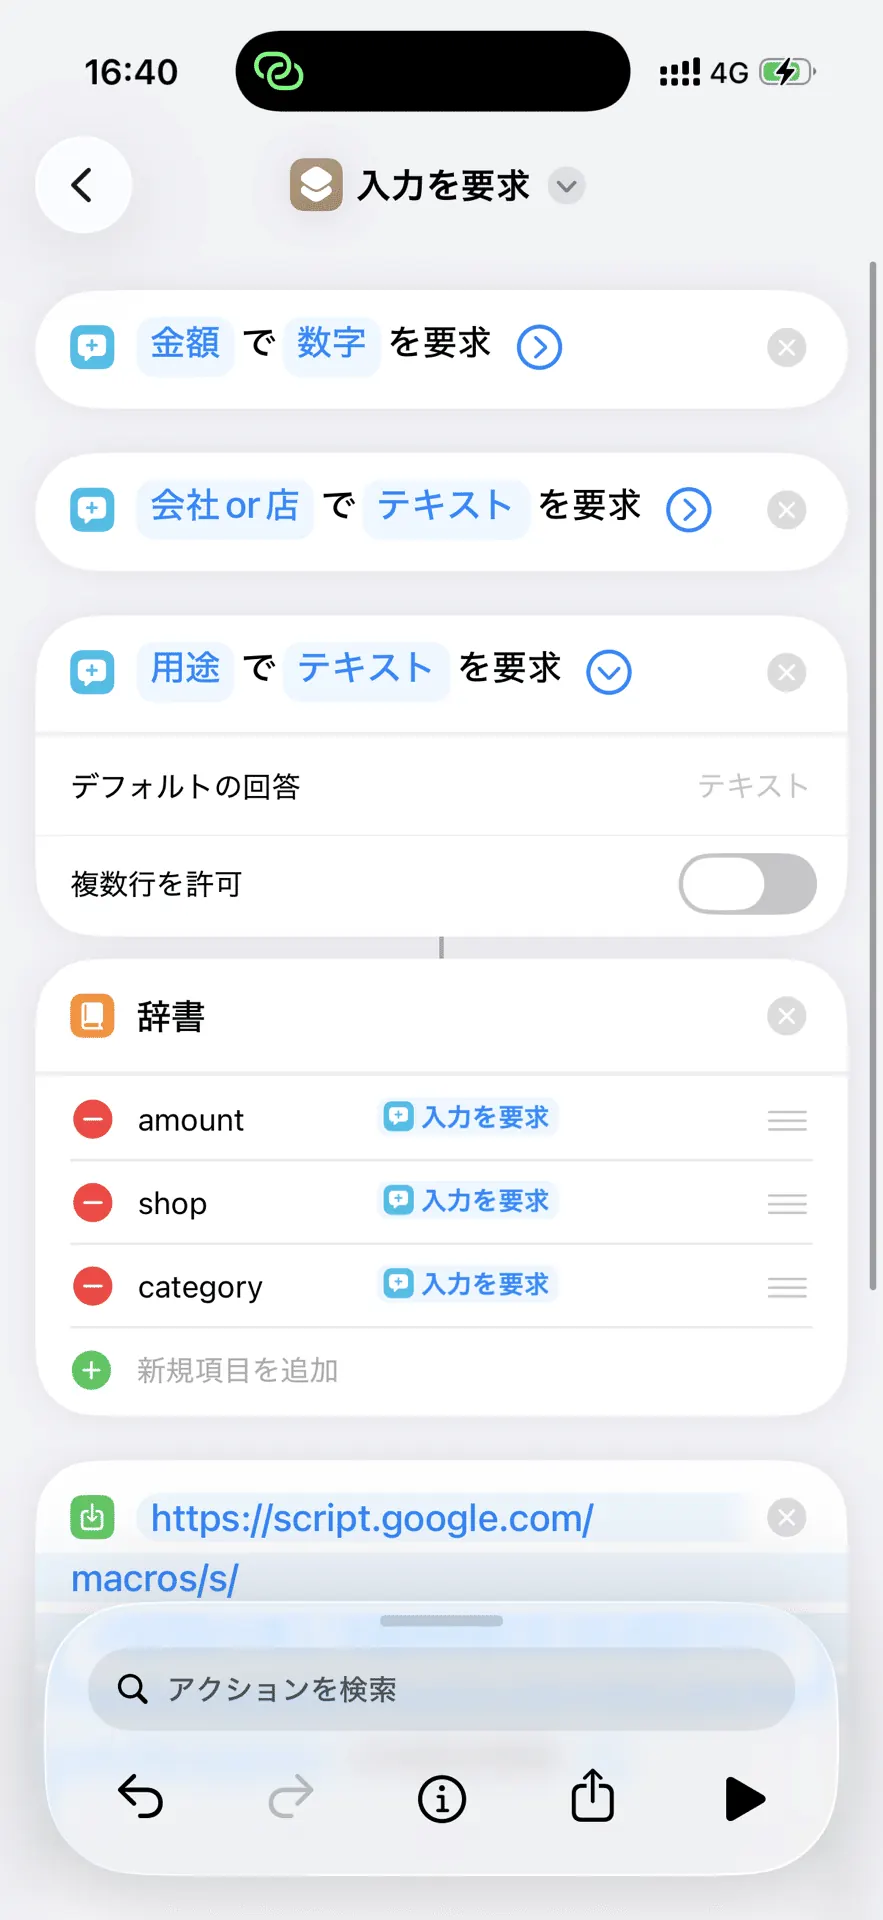 16:40
4G
入力を要求
金額 で 数字 を要求
会社or店 で テキスト を要求
用途 で テキスト を要求
デフォルトの回答 テキスト
複数行を許可
辞書
amount 入力を要求
shop 入力を要求
category 入力を要求
新規項目を追加
https://script.google.com/
macros/s/
アクションを検索